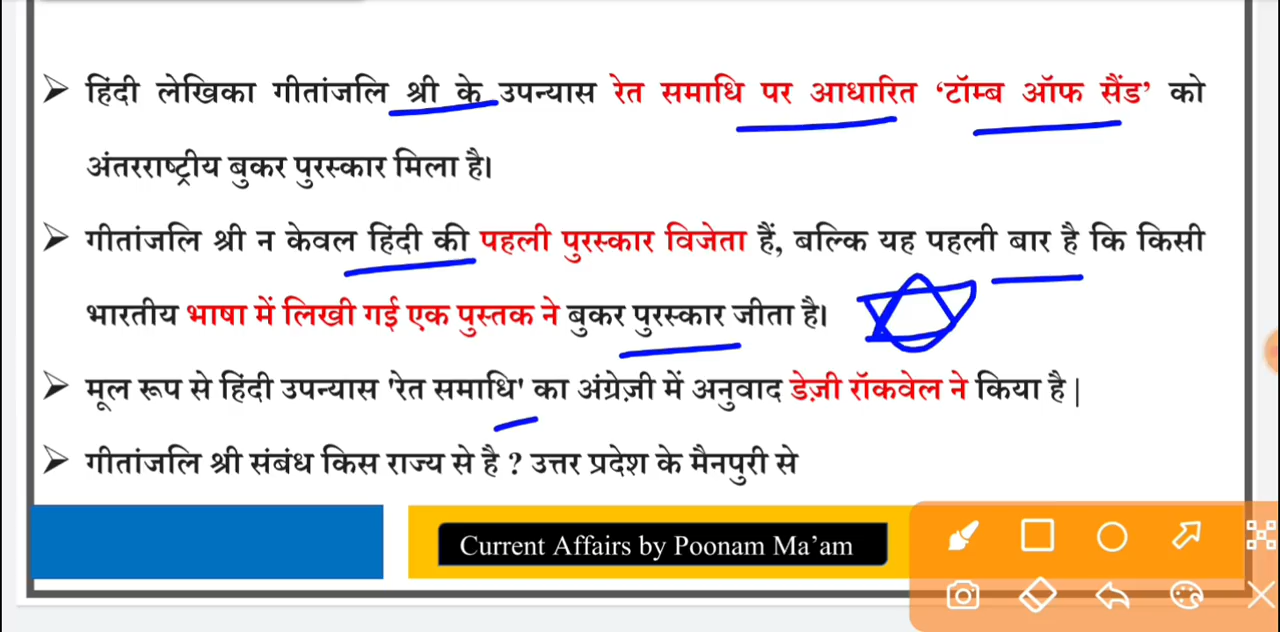 ➢ हिंदी लेखिका गीतांजलि श्री के उपन्यास रेत समाधि पर आधारित ‘टॉम्ब ऑफ सैंड’ को
अंतरराष्ट्रीय बुकर पुरस्कार मिला है।
➢ गीतांजलि श्री न केवल हिंदी की पहली पुरस्कार विजेता हैं, बल्कि यह पहली बार है कि किसी
भारतीय भाषा में लिखी गई एक पुस्तक ने बुकर पुरस्कार जीता है।
➢ मूल रूप से हिंदी उपन्यास 'रेत समाधि' का अंग्रेज़ी में अनुवाद डेज़ी रॉकवेल ने किया है |
➢ गीतांजलि श्री संबंध किस राज्य से है ? उत्तर प्रदेश के मैनपुरी से
Current Affairs by Poonam Ma’am